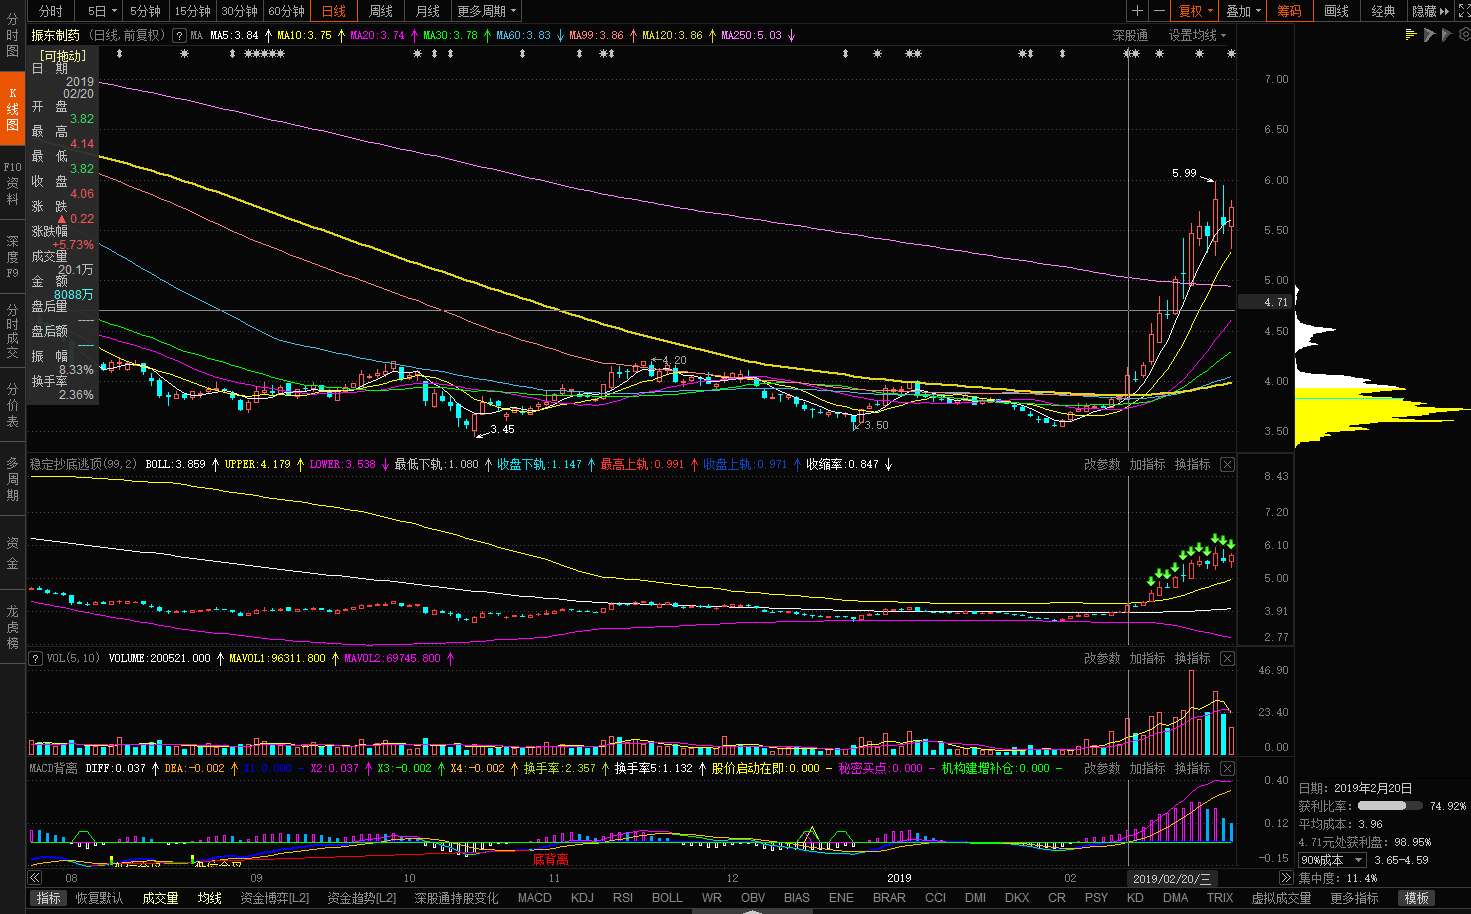 分时 5日 5分钟 15分钟 30分钟 60分钟 日线 周线 月线 更多周期 复权 叠加 筹码 画线 经典 隐藏
振东制药 (日线,前复权) ? MA MA5:3.84 MA10:3.75 MA20:3.74 MA30:3.78 MA60:3.83 MA99:3.86 MA120:3.86 MA250:5.03 深股通 设置均线
分时图
K线图
F10资料
深度F9
分时成交
分价表
多周期
资金
龙虎榜
[可拖动]
日 期
2019
02/20
开 盘
3.82
最 高
4.14
最 低
3.82
收 盘
4.06
涨 跌
▲0.22
涨跌幅
+5.73%
成交量
20.1万
金 额
8088万
盘后量
----
盘后额
----
振 幅
8.33%
换手率
2.36%
5.99
4.20
3.45
3.50
7.00
6.50
6.00
5.50
5.00
4.71
4.50
4.00
3.50
稳定抄底逃顶(99,2) BOLL:3.859 UPPER:4.179 LOWER:3.538 最低下轨:1.080 收盘下轨:1.147 最高上轨:0.991 收盘上轨:0.971 收缩率:0.847 改参数 加指标 换指标
8.43
7.20
6.10
5.00
3.91
2.77
? VOL(5,10) VOLUME:200521.000 MAVOL1:96311.800 MAVOL2:69745.800 改参数 加指标 换指标
46.90
23.40
0.00
MACD背离 DIFF:0.037 DEA:-0.002 X2:0.037 X3:-0.002 X4:-0.002 换手率:2.357 换手率5:1.132 股价启动在即:0.000 秘密买点:0.000 机构建增补仓:0.000 改参数 加指标 换指标
0.40
0.12
-0.15
底背离
08 09 10 11 12 2019 02 2019/02/20/三
日期: 2019年2月20日
获利比率: 74.92%
平均成本: 3.96
4.71元处获利盘: 98.95%
90%成本 3.65-4.59
集中度: 11.4%
指标 恢复默认 成交量 均线 资金博弈[L2] 资金趋势[L2] 深股通持股变化 MACD KDJ RSI BOLL WR OBV BIAS ENE BRAR CCI DMI DKX CR PSY KD DMA TRIX 虚拟成交量 更多指标 模板